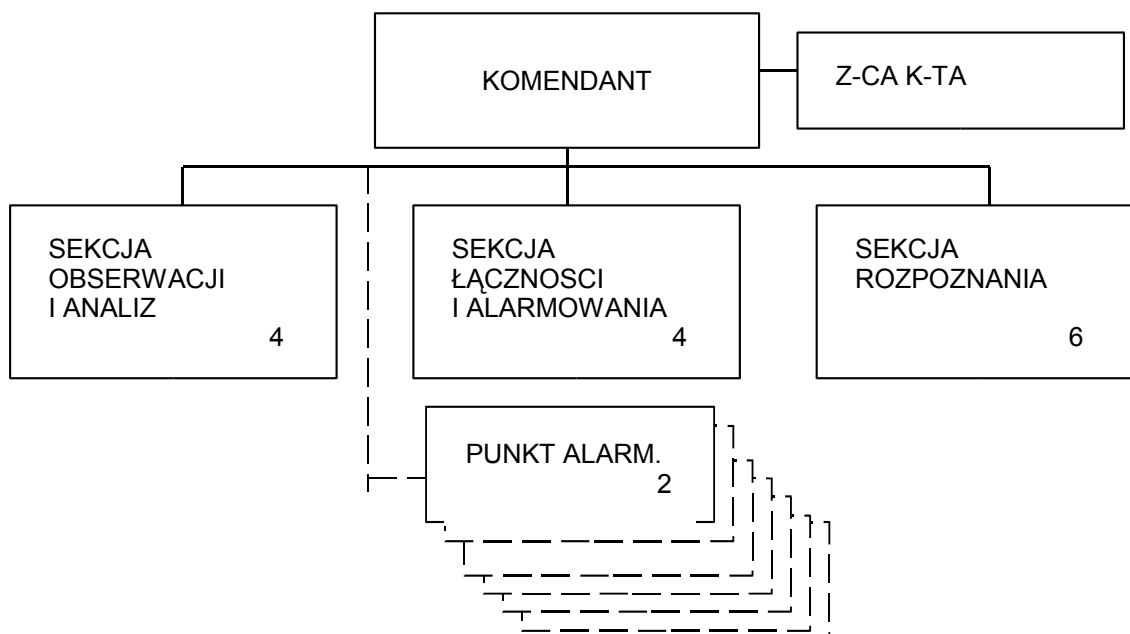 KOMENDANT
Z-CA K-TA
SEKCJA
OBSERWACJI
I ANALIZ
4
SEKCJA
ŁĄCZNOSCI
I ALARMOWANIA
4
SEKCJA
ROZPOZNANIA
6
PUNKT ALARM.
2